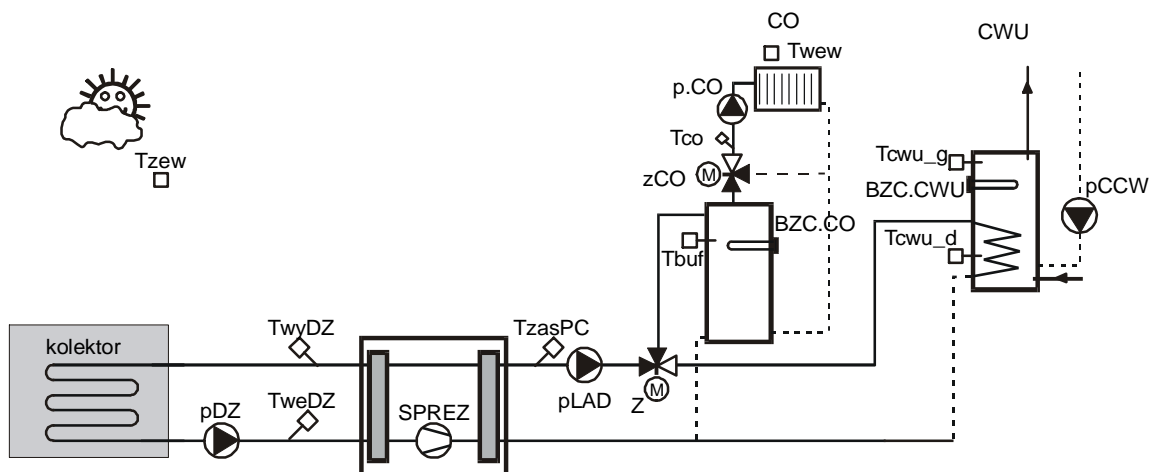 CO
Twew
CWU
p.CO
Tzew
Tco
zCO
M
Tcwu_g
BZC.CWU
pCCW
BZC.CO
Tbuf
Tcwu_d
kolektor
TwyDZ
TzasPC
pLAD
Z
M
pDZ
TweDZ
SPREZ